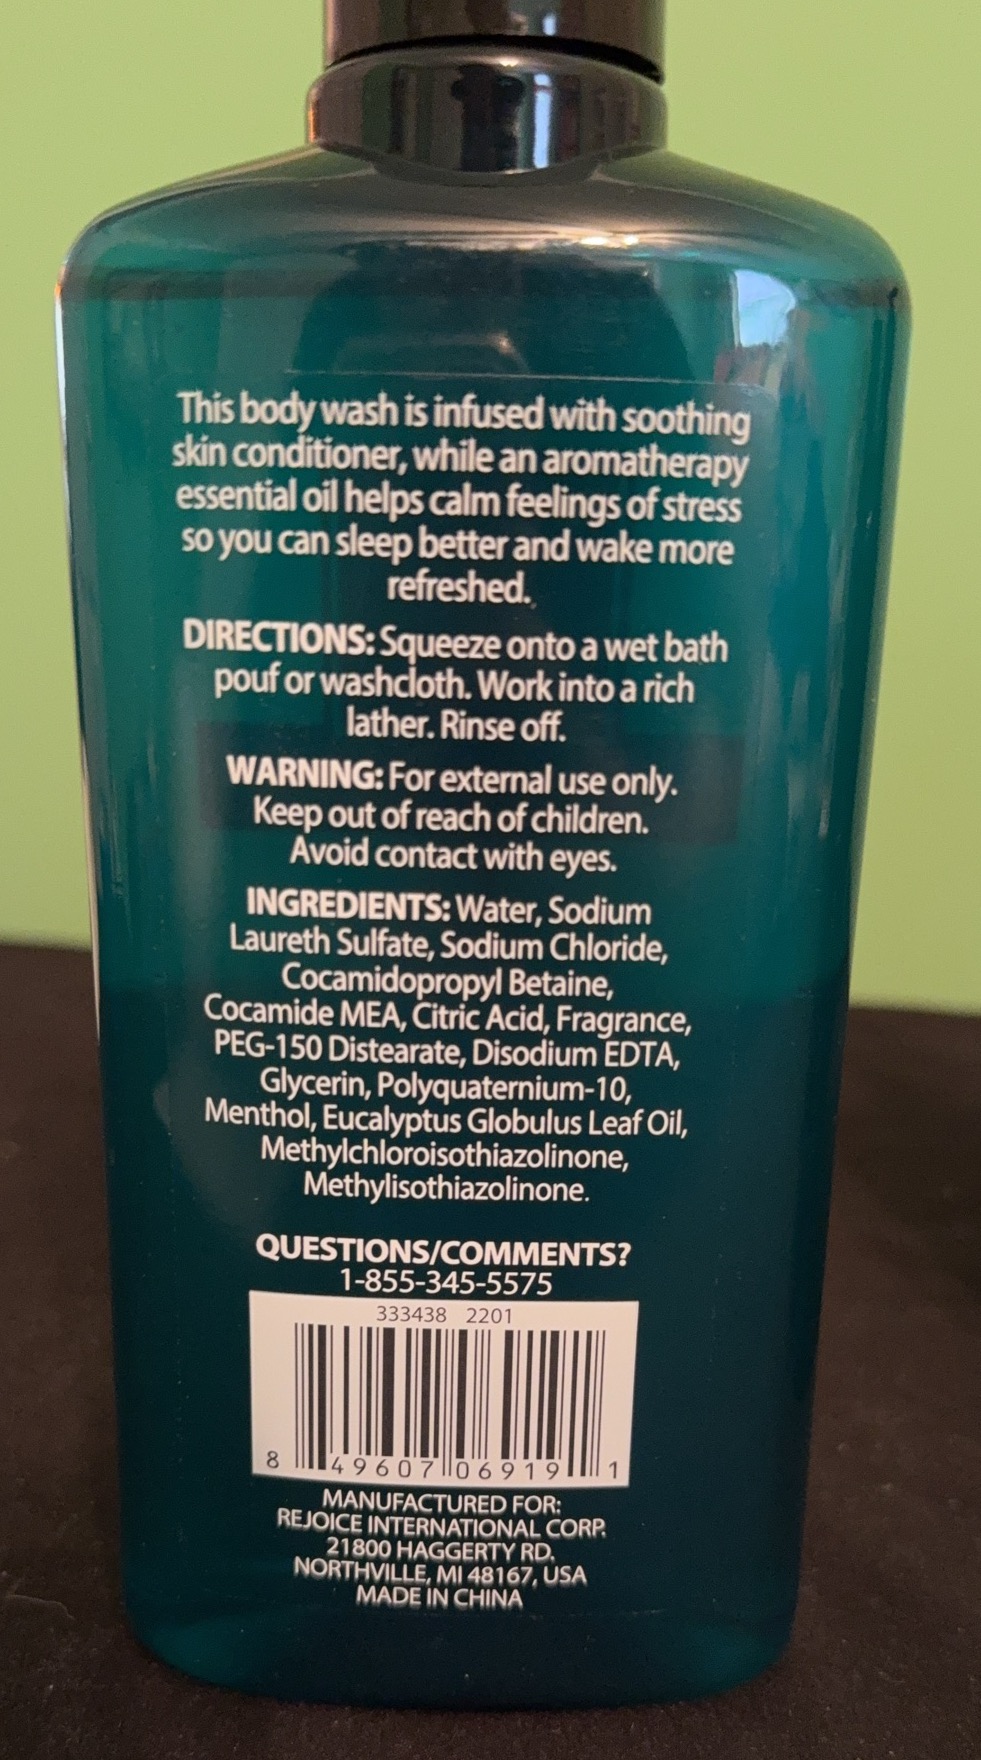 This body wash is infused with soothing
skin conditioner, while an aromatherapy
essential oil helps calm feelings of stress
so you can sleep better and wake more
refreshed.
DIRECTIONS: Squeeze onto a wet bath
pouf or washcloth. Work into a rich
lather. Rinse off.
WARNING: For external use only.
Keep out of reach of children.
Avoid contact with eyes.
INGREDIENTS: Water, Sodium
Laureth Sulfate, Sodium Chloride,
Cocamidopropyl Betaine,
Cocamide MEA, Citric Acid, Fragrance,
PEG-150 Distearate, Disodium EDTA,
Glycerin, Polyquaternium-10,
Menthol, Eucalyptus Globulus Leaf Oil,
Methylchloroisothiazolinone,
Methylisothiazolinone.
QUESTIONS/COMMENTS?
1-855-345-5575
333438 2201
8 49607 06919 1
MANUFACTURED FOR:
REJOICE INTERNATIONAL CORP.
21800 HAGGERTY RD.
NORTHVILLE, MI 48167, USA
MADE IN CHINA